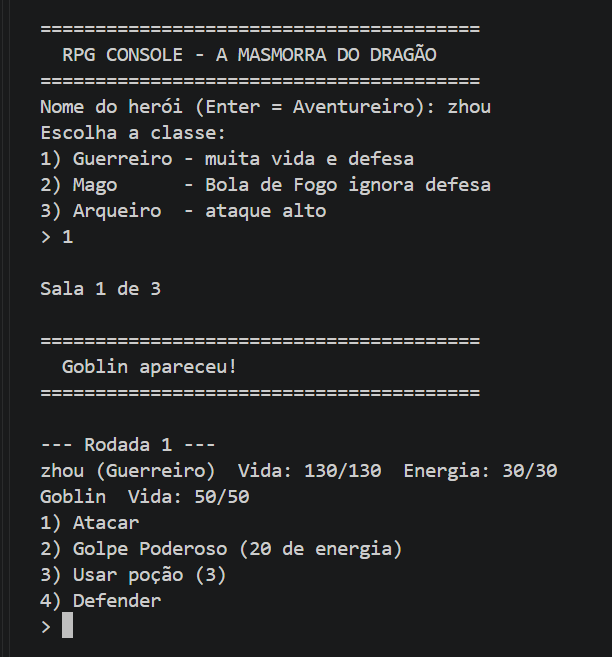 ========================================
  RPG CONSOLE - A MASMORRA DO DRAGÃO
========================================
Nome do herói (Enter = Aventureiro): zhou
Escolha a classe:
1) Guerreiro - muita vida e defesa
2) Mago      - Bola de Fogo ignora defesa
3) Arqueiro  - ataque alto
> 1

Sala 1 de 3

========================================
  Goblin apareceu!
========================================

--- Rodada 1 ---
zhou (Guerreiro)  Vida: 130/130  Energia: 30/30
Goblin  Vida: 50/50
1) Atacar
2) Golpe Poderoso (20 de energia)
3) Usar poção (3)
4) Defender
>